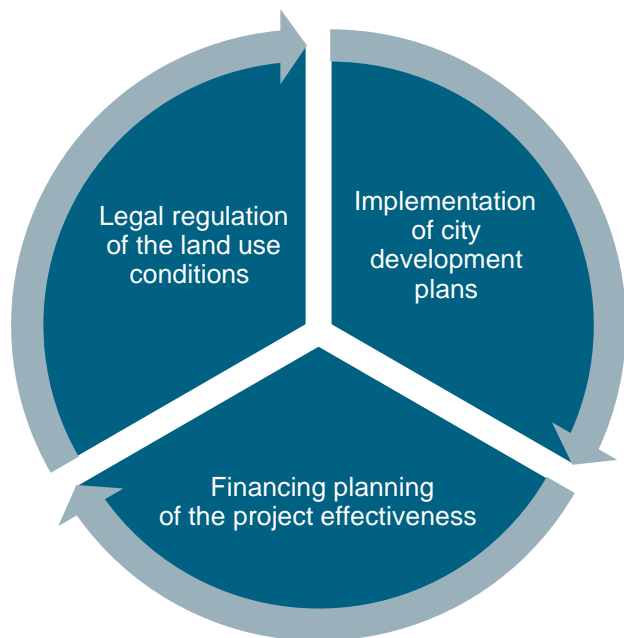 Legal regulation
of the land use
conditions
Implementation
of city
development
plans
Financing planning
of the project effectiveness